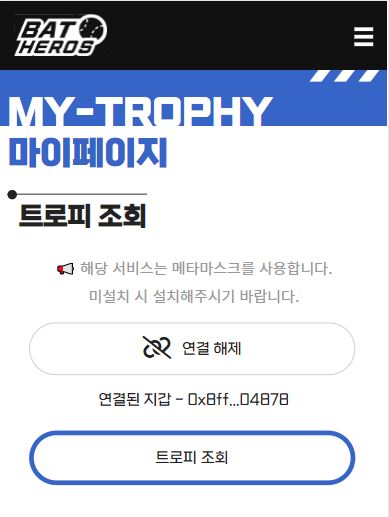 BAT
HEROS
MY-TROPHY
마이페이지
트로피 조회
해당 서비스는 메타마스크를 사용합니다.
미설치 시 설치해주시기 바랍니다.
연결 해제
연결된 지갑 - 0x8ff...04878
트로피 조회